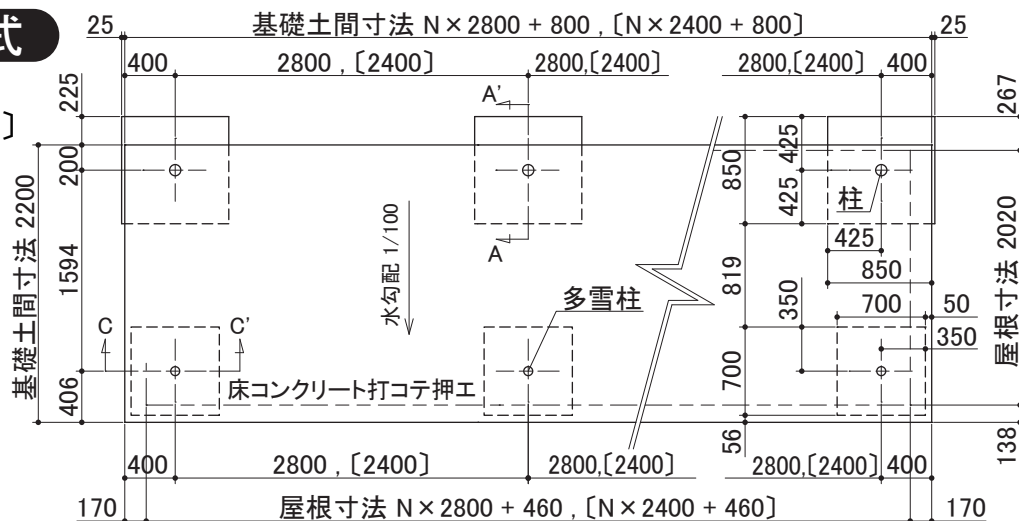 式
〕
25 基礎土間寸法 N×2800+800 ,〔N×2400+800〕 25
400 2800 ,〔2400〕 2800,〔2400〕 2800,〔2400〕 400
225
200
1594
406
基礎土間寸法 2200
A'
A
水勾配 1/100
多雪柱
C C'
床コンクリート打コテ押エ
850
819
700
56
425
425
柱
425
850
700 50
350
350
267
屋根寸法 2020
138
400 2800 ,〔2400〕 2800,〔2400〕 2800,〔2400〕 400
170 屋根寸法 N×2800+460 ,〔N×2400+460〕 170